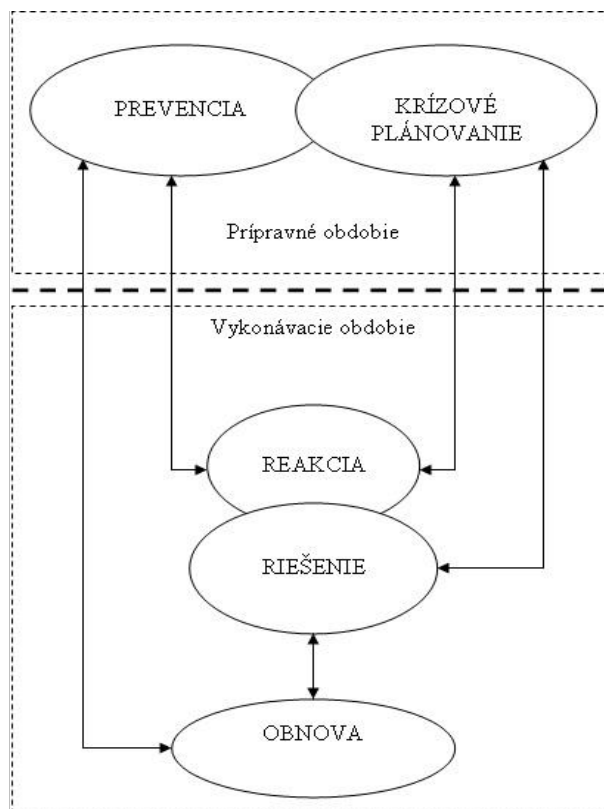 PREVENCIA
KRÍZOVÉ
PLÁNOVANIE
Prípravné obdobie
Vykonávacie obdobie
REAKCIA
RIEŠENIE
OBNOVA